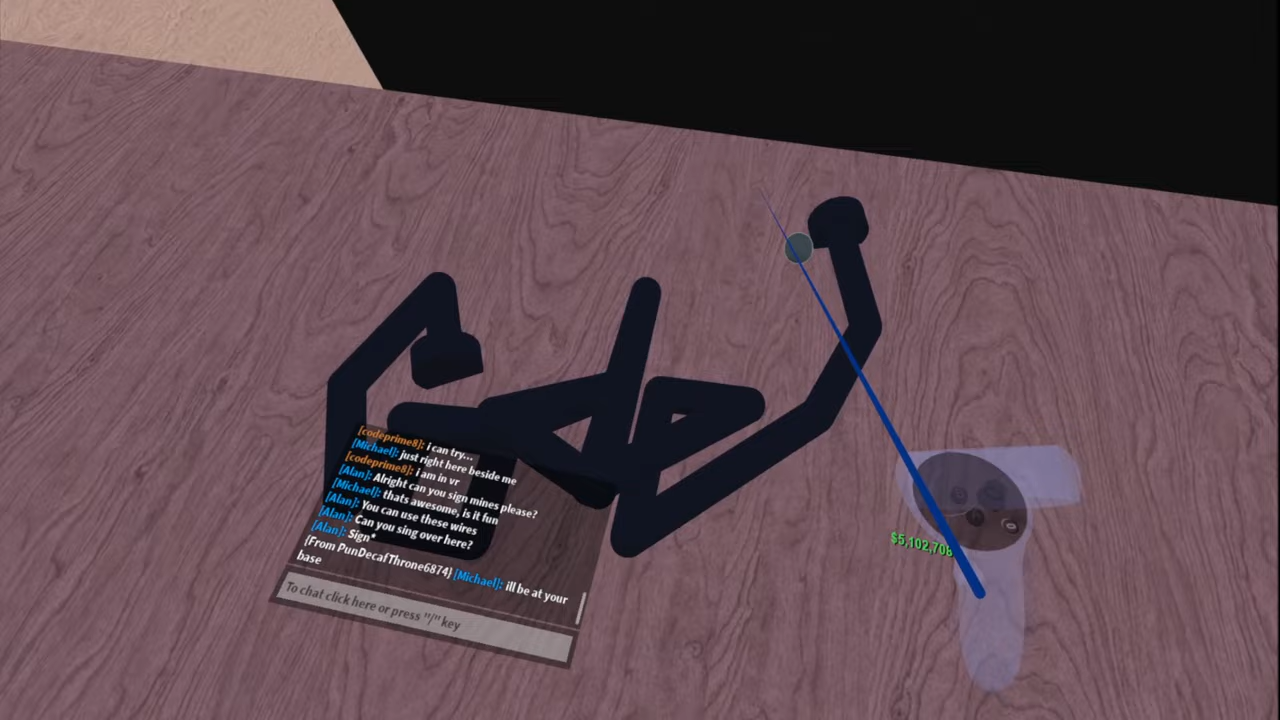 [codeprime8]: i can try...
[Michael]: just right here beside me
[codeprime8]: i am in vr
[Alan]: Alright can you sign mines please?
[Michael]: thats awesome, is it fun
[Alan]: You can use these wires
[Alan]: Can you sing over here?
[Alan]: Sign*
{From PunDecafThrone6874} [Michael]: ill be at your
base
To chat click here or press "/" key
$5,102,708